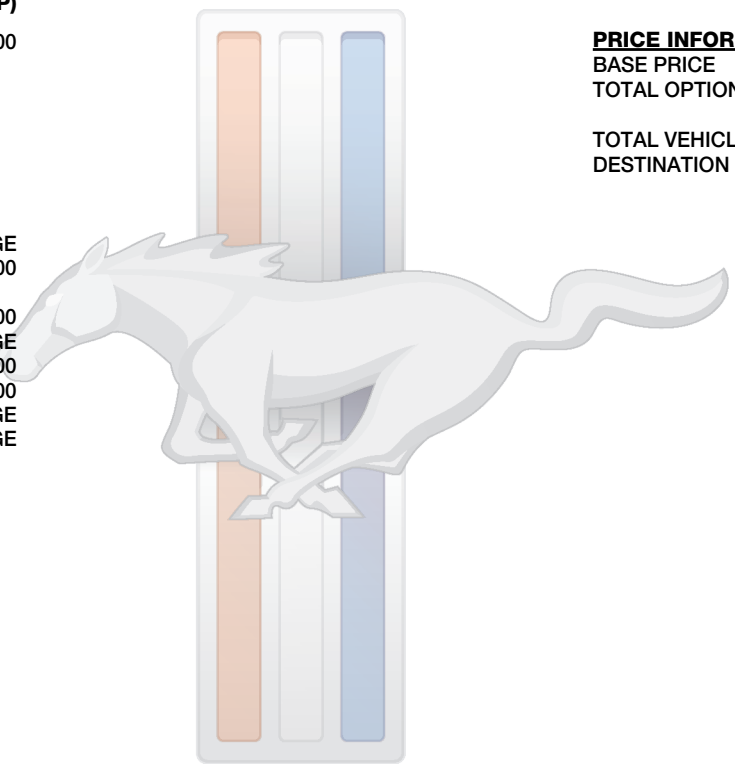 P)
00
GE
00
00
GE
00
00
GE
GE
PRICE INFOR
BASE PRICE
TOTAL OPTION
TOTAL VEHICL
DESTINATION